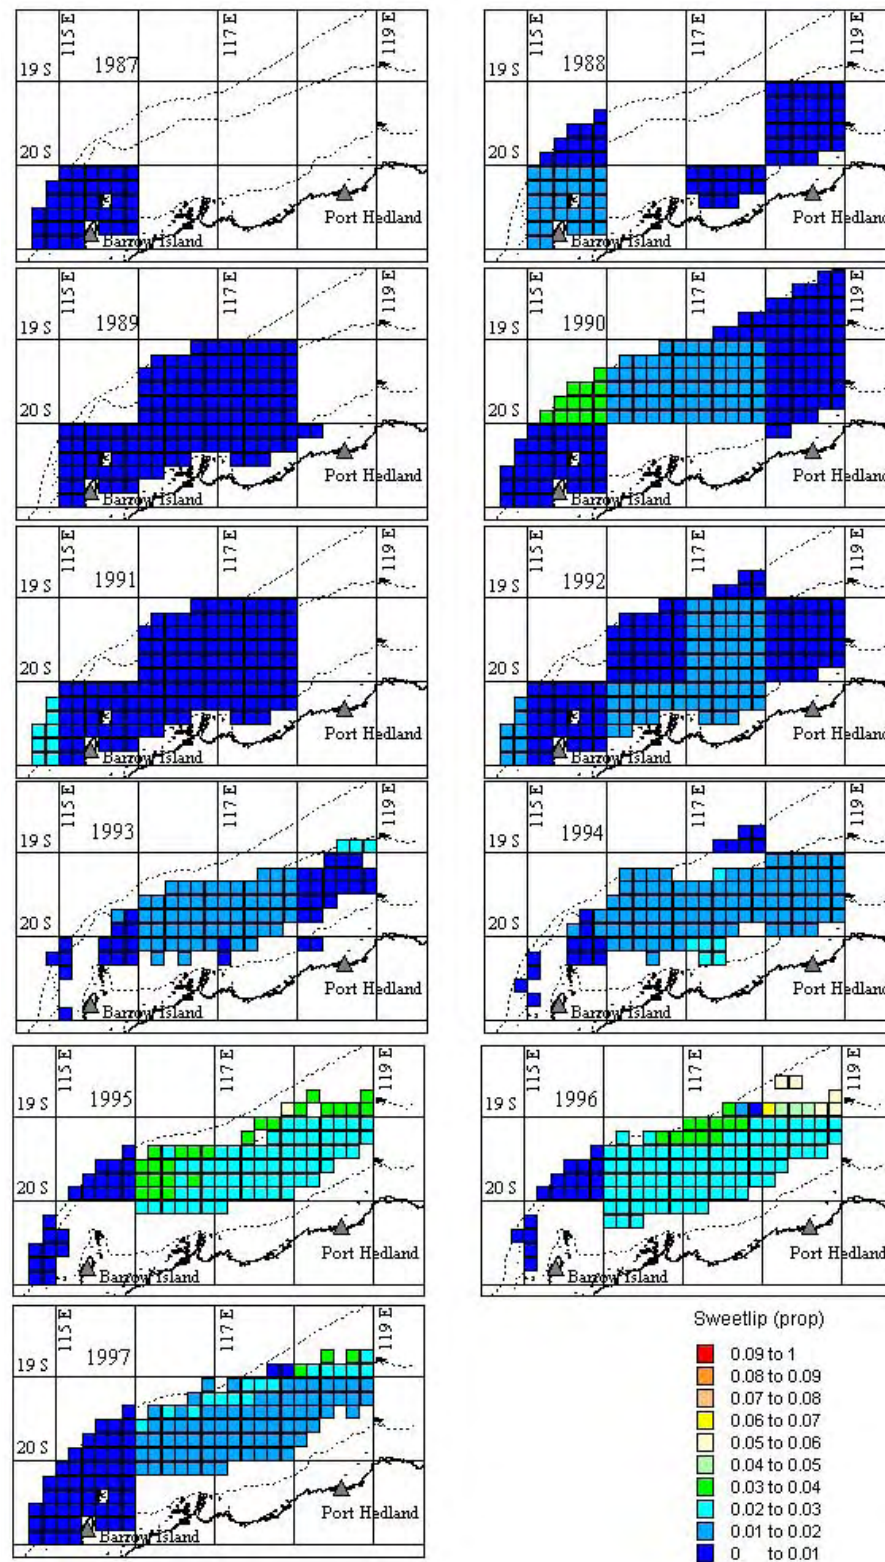 115 E
117 E
119 E
19 S
1987
20 S
Port Hedland
Barrow Island
115 E
117 E
119 E
19 S
1988
20 S
Port Hedland
Barrow Island
115 E
117 E
119 E
19 S
1989
20 S
Port Hedland
Barrow Island
115 E
117 E
119 E
19 S
1990
20 S
Port Hedland
Barrow Island
115 E
117 E
119 E
19 S
1991
20 S
Port Hedland
Barrow Island
115 E
117 E
119 E
19 S
1992
20 S
Port Hedland
Barrow Island
115 E
117 E
119 E
1993
19 S
20 S
Port Hedland
Barrow Island
115 E
117 E
119 E
1994
19 S
20 S
Port Hedland
Barrow Island
115 E
117 E
119 E
19 S
1995
20 S
Port Hedland
Barrow Island
115 E
117 E
119 E
19 S
1996
20 S
Port Hedland
Barrow Island
115 E
117 E
119 E
19 S
1997
20 S
Port Hedland
Barrow Island
Sweetlip (prop)
0.09 to 1
0.08 to 0.09
0.07 to 0.08
0.06 to 0.07
0.05 to 0.06
0.04 to 0.05
0.03 to 0.04
0.02 to 0.03
0.01 to 0.02
0 to 0.01